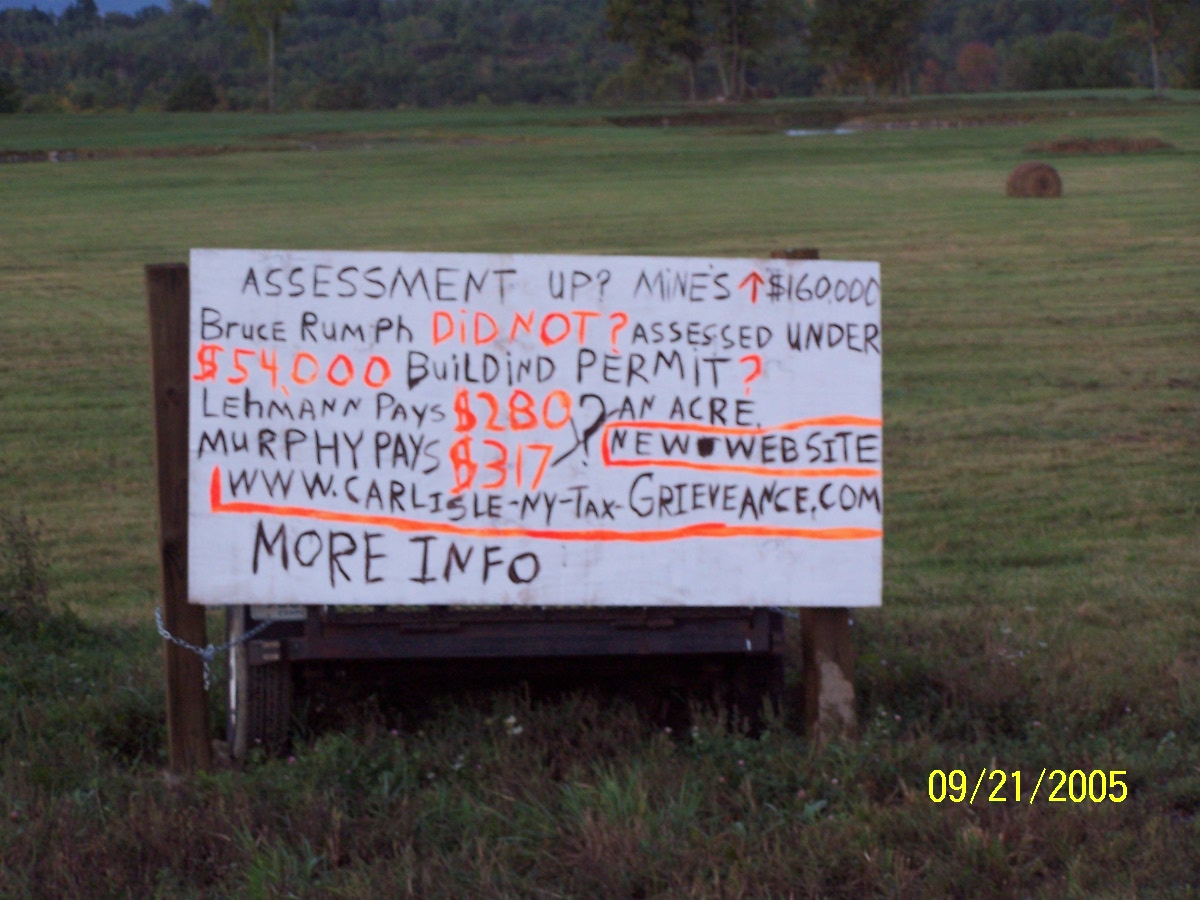 ASSESSMENT UP? MINE'S ↑ $160,000
Bruce Rumph DiD NOT? ASSESSED UNDER
$54,000 BUiLDiND PERMiT?
LEhMANN PAYS $280 ? AN ACRE.
MURPHY PAYS $317 NEW WEBSITE
WWW.CARLISLE-NY-TAX-GRIEVEANCE.COM
MORE INFO
09/21/2005